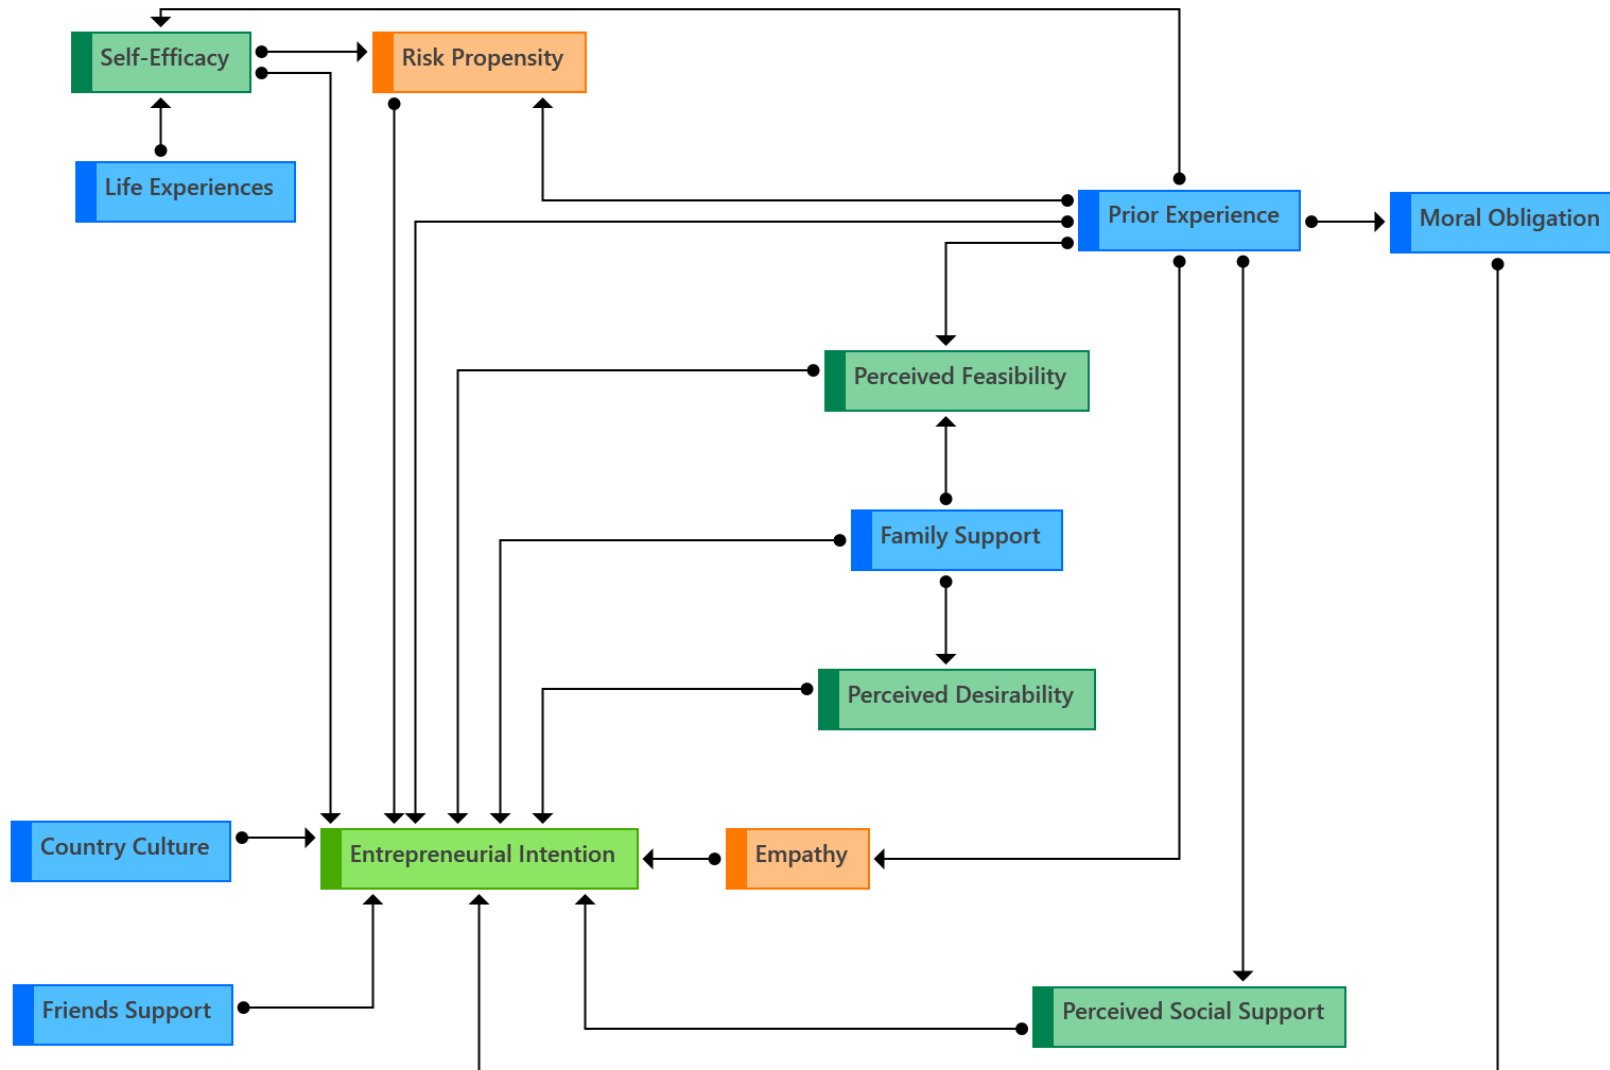 Self-Efficacy
Risk Propensity
Life Experiences
Prior Experience
Moral Obligation
Perceived Feasibility
Family Support
Perceived Desirability
Country Culture
Entrepreneurial Intention
Empathy
Friends Support
Perceived Social Support